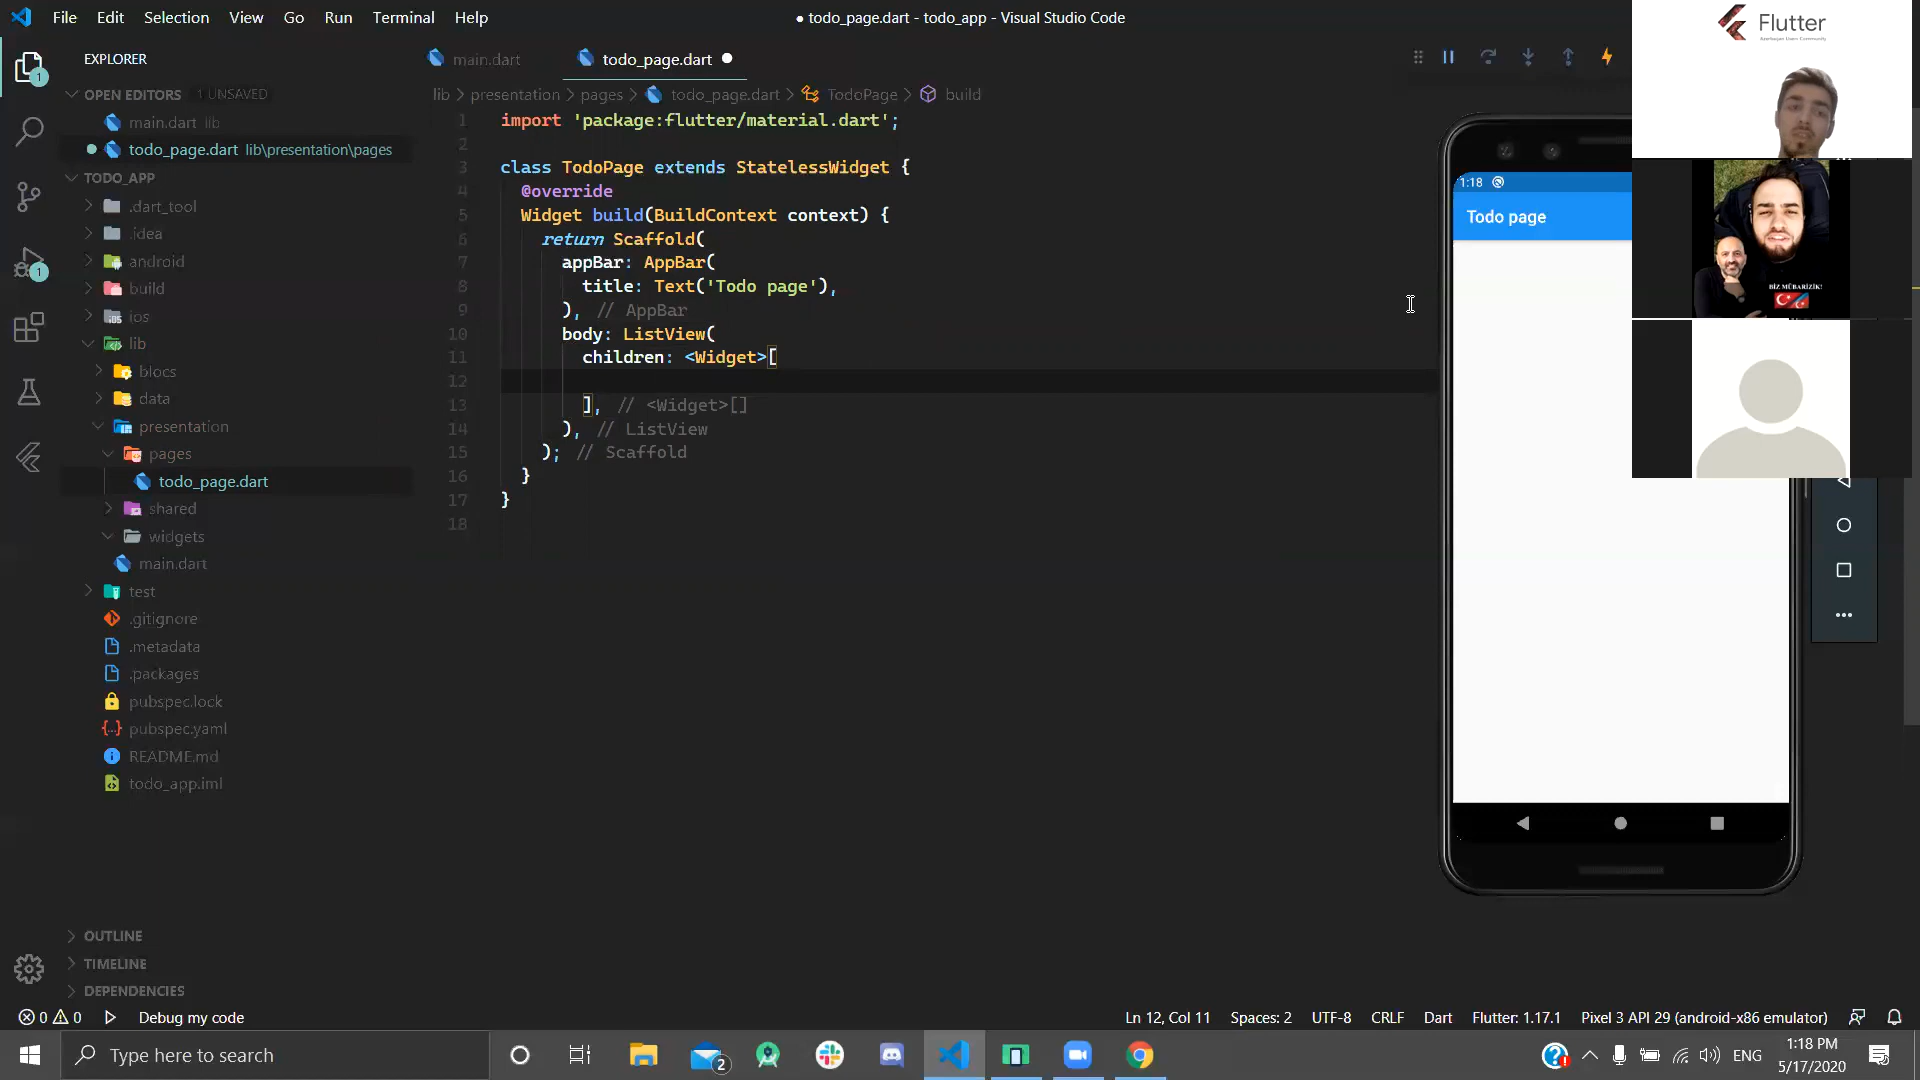 File Edit Selection View Go Run Terminal Help
● todo_page.dart - todo_app - Visual Studio Code
Flutter
EXPLORER
main.dart
todo_page.dart
OPEN EDITORS 1 UNSAVED
main.dart lib
todo_page.dart lib\presentation\pages
TODO_APP
.dart_tool
.idea
android
build
ios
lib
blocs
data
presentation
pages
todo_page.dart
shared
widgets
main.dart
test
.gitignore
.metadata
.packages
pubspec.lock
pubspec.yaml
README.md
todo_app.iml
OUTLINE
TIMELINE
DEPENDENCIES
lib > presentation > pages > todo_page.dart > TodoPage > build
1 import 'package:flutter/material.dart';
2
3 class TodoPage extends StatelessWidget {
4 @override
5 Widget build(BuildContext context) {
6 return Scaffold(
7 appBar: AppBar(
8 title: Text('Todo page'),
9 ), // AppBar
10 body: ListView(
11 children: <Widget>[
12
13 ], // <Widget>[]
14 ), // ListView
15 ); // Scaffold
16 }
17 }
18
1:18
Todo page
BİZ MÜBARİZİK!
1
1
0 0 Debug my code
Ln 12, Col 11 Spaces: 2 UTF-8 CRLF Dart Flutter: 1.17.1 Pixel 3 API 29 (android-x86 emulator)
Type here to search
2
ENG
1:18 PM
5/17/2020